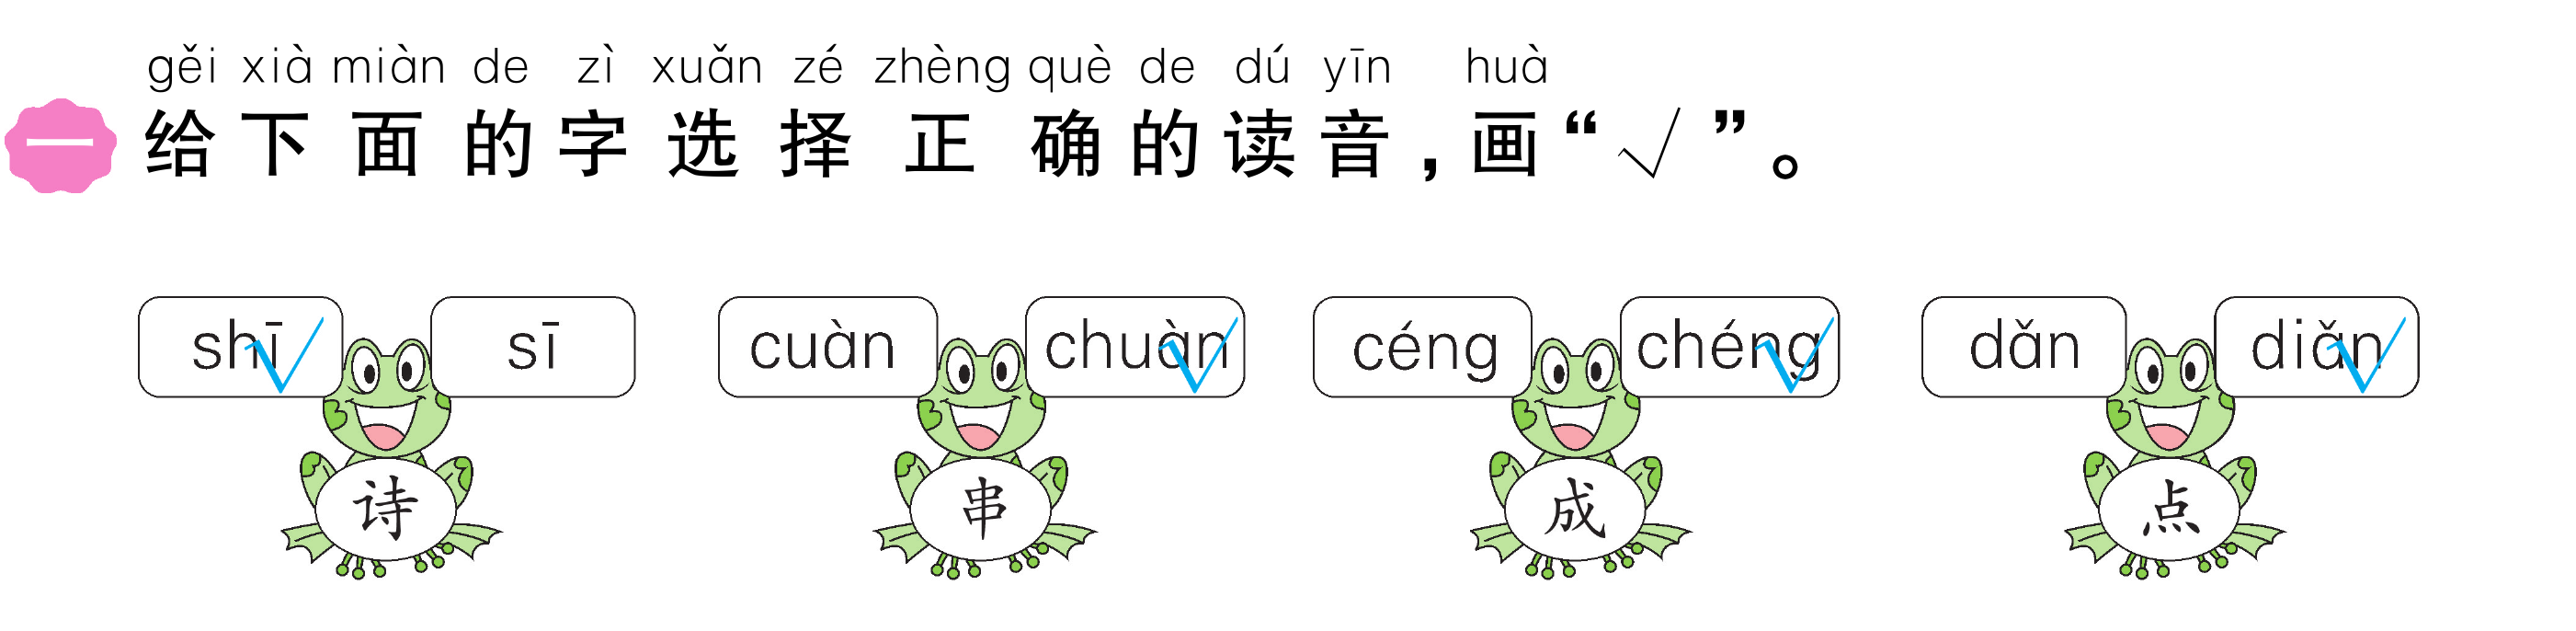 gěi xià miàn de zì xuǎn zé zhèng què de dú yīn huà
一 给下面的字选择正确的读音,画“√”。
shī√ sī cuàn chuàn√ céng chéng√ dǎn diǎn√
诗 串 成 点